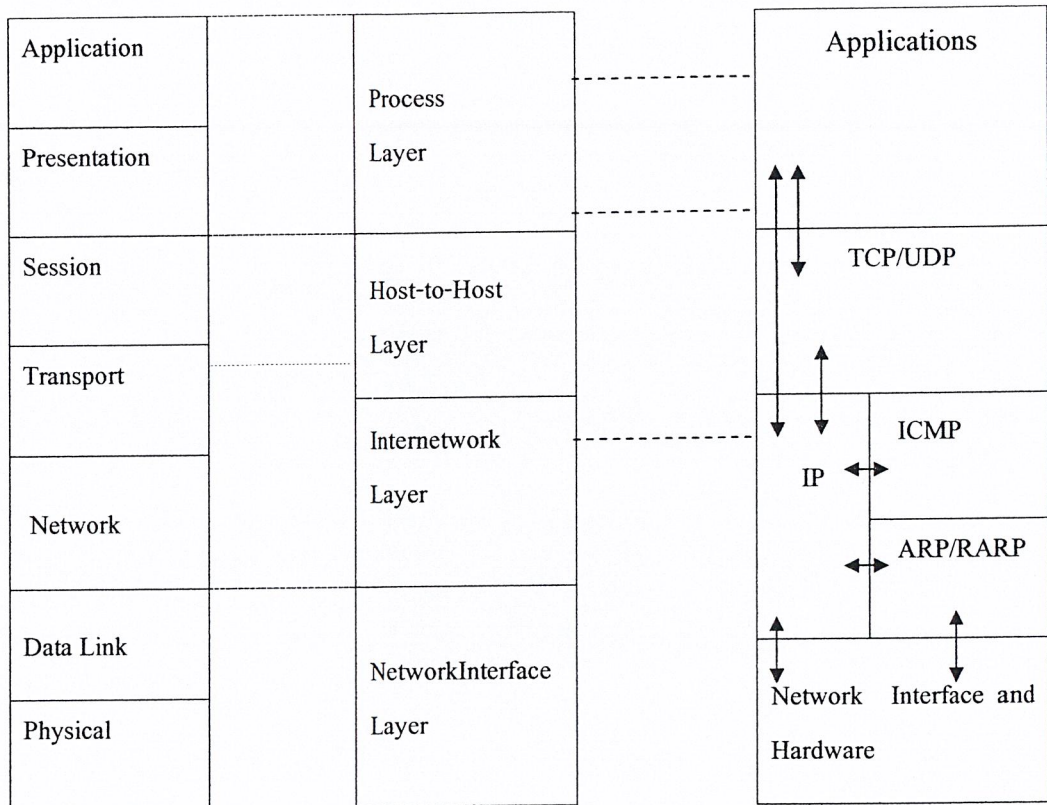 Application
Presentation
Session
Transport
Network
Data Link
Physical
Process
Layer
Host-to-Host
Layer
Internetwork
Layer
NetworkInterface
Layer
Applications
TCP/UDP
ICMP
IP
ARP/RARP
Network Interface and
Hardware